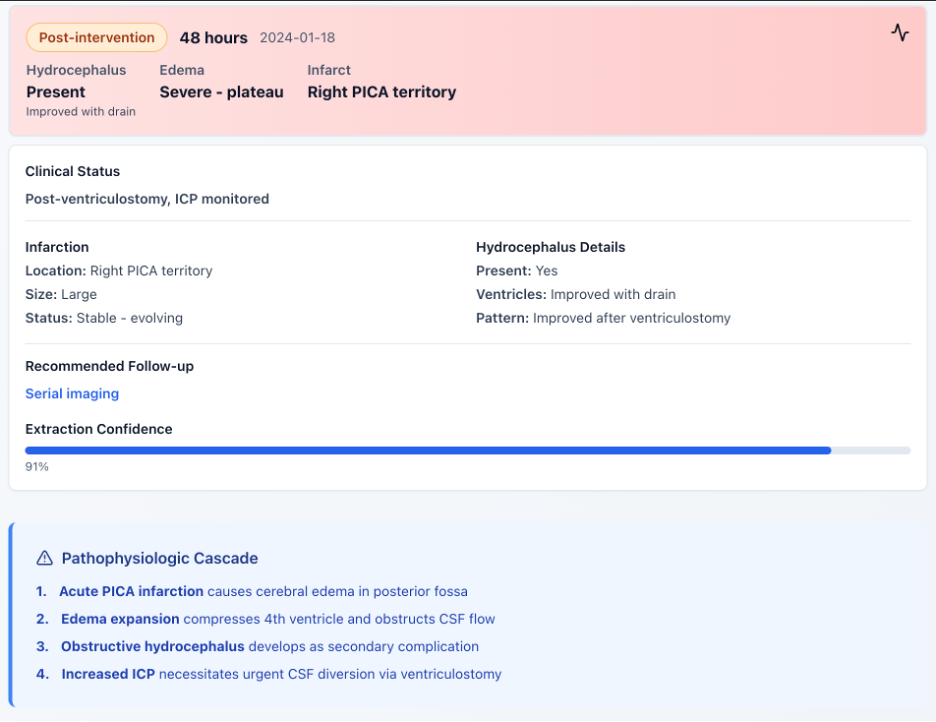 Post-intervention 48 hours 2024-01-18
Hydrocephalus Edema Infarct
Present Severe - plateau Right PICA territory
Improved with drain
Clinical Status
Post-ventriculostomy, ICP monitored
Infarction
Location: Right PICA territory
Size: Large
Status: Stable - evolving
Hydrocephalus Details
Present: Yes
Ventricles: Improved with drain
Pattern: Improved after ventriculostomy
Recommended Follow-up
Serial imaging
Extraction Confidence
91%
Pathophysiologic Cascade
1. Acute PICA infarction causes cerebral edema in posterior fossa
2. Edema expansion compresses 4th ventricle and obstructs CSF flow
3. Obstructive hydrocephalus develops as secondary complication
4. Increased ICP necessitates urgent CSF diversion via ventriculostomy